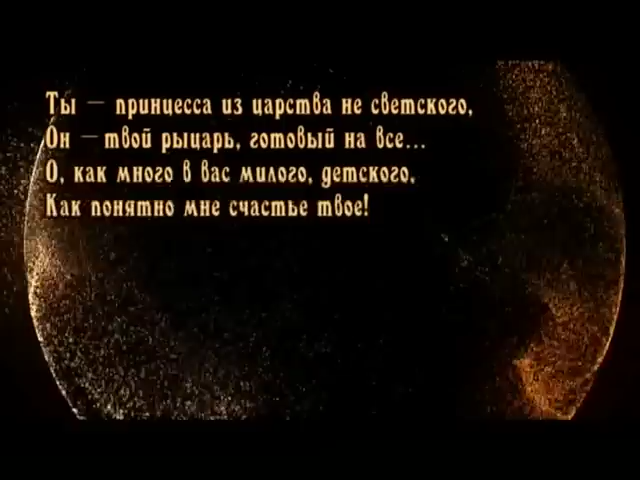 Ты — принцесса из царства не светского,
Он — твой рыцарь, готовый на все...
О, как много в вас милого, детского,
Как понятно мне счастье твое!